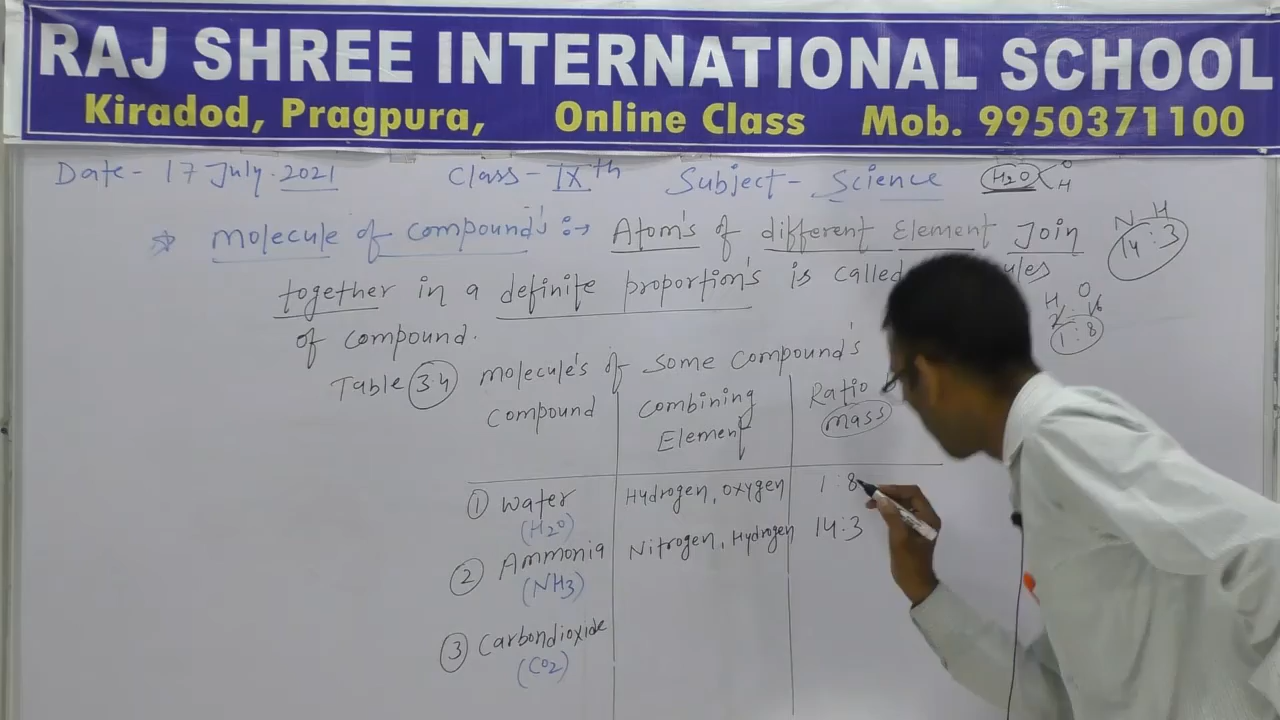 RAJ SHREE INTERNATIONAL SCHOOL
Kiradod, Pragpura, Online Class Mob. 9950371100
Date - 17 July. 2021 Class - IXth Subject - Science H2O O H
Molecule of compound's :→ Atom's of different Element Join
together in a definite proportion's is called
of compound.
N H
14 : 3
H O
2 : 16
1 : 8
Table 3.4 Molecule's of some compound's
Compound Combining Element Ratio mass
① Water (H2O) Hydrogen, oxygen 1 : 8
② Ammonia (NH3) Nitrogen, Hydrogen 14 : 3
③ Carbondioxide (CO2)